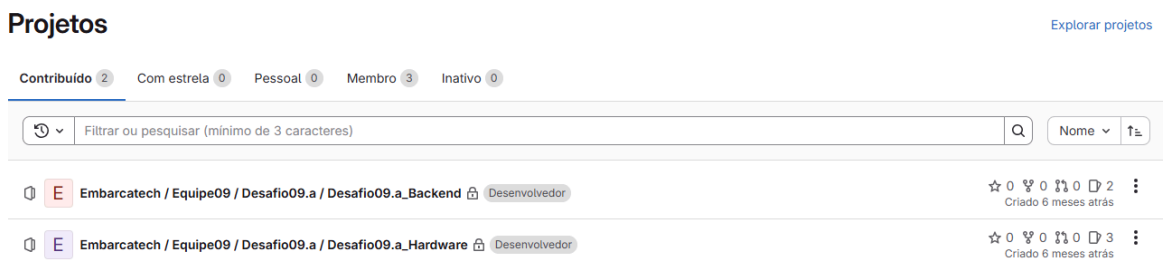 Projetos
Explorar projetos
Contribuído 2 Com estrela 0 Pessoal 0 Membro 3 Inativo 0
Filtrar ou pesquisar (mínimo de 3 caracteres)
Nome
E Embarcatech / Equipe09 / Desafio09.a / Desafio09.a_Backend Desenvolvedor
0 0 0 2
Criado 6 meses atrás
E Embarcatech / Equipe09 / Desafio09.a / Desafio09.a_Hardware Desenvolvedor
0 0 0 3
Criado 6 meses atrás